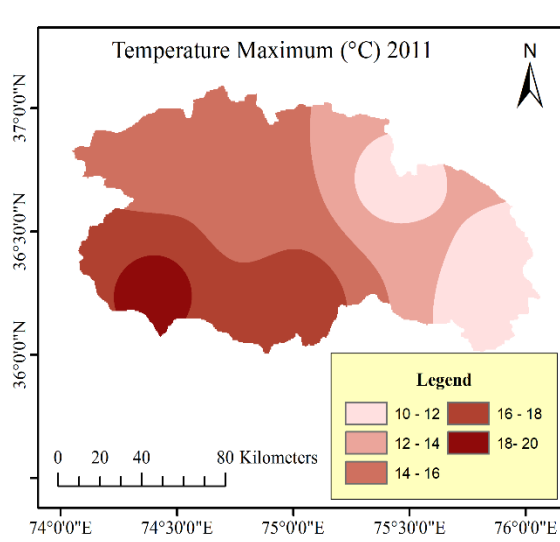 Temperature Maximum (°C) 2011
N
37°0'0"N
36°30'0"N
36°0'0"N
Legend
10 - 12
16 - 18
12 - 14
18- 20
14 - 16
0 20 40 80 Kilometers
74°0'0"E 74°30'0"E 75°0'0"E 75°30'0"E 76°0'0"E